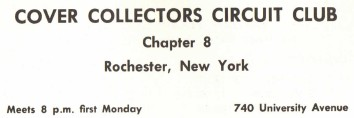 COVER COLLECTORS CIRCUIT CLUB
Chapter 8
Rochester, New York
Meets 8 p.m. first Monday 740 University Avenue